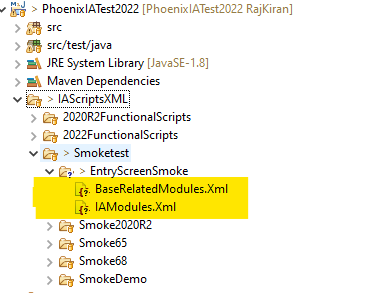 > PhoenixIATest2022 [PhoenixIATest2022 RajKiran]
> src
> src/test/java
JRE System Library [JavaSE-1.8]
Maven Dependencies
> IAScriptsXML
2020R2FunctionalScripts
2022FunctionalScripts
> Smoketest
> EntryScreenSmoke
BaseRelatedModules.Xml
IAModules.Xml
Smoke2020R2
Smoke65
Smoke68
SmokeDemo